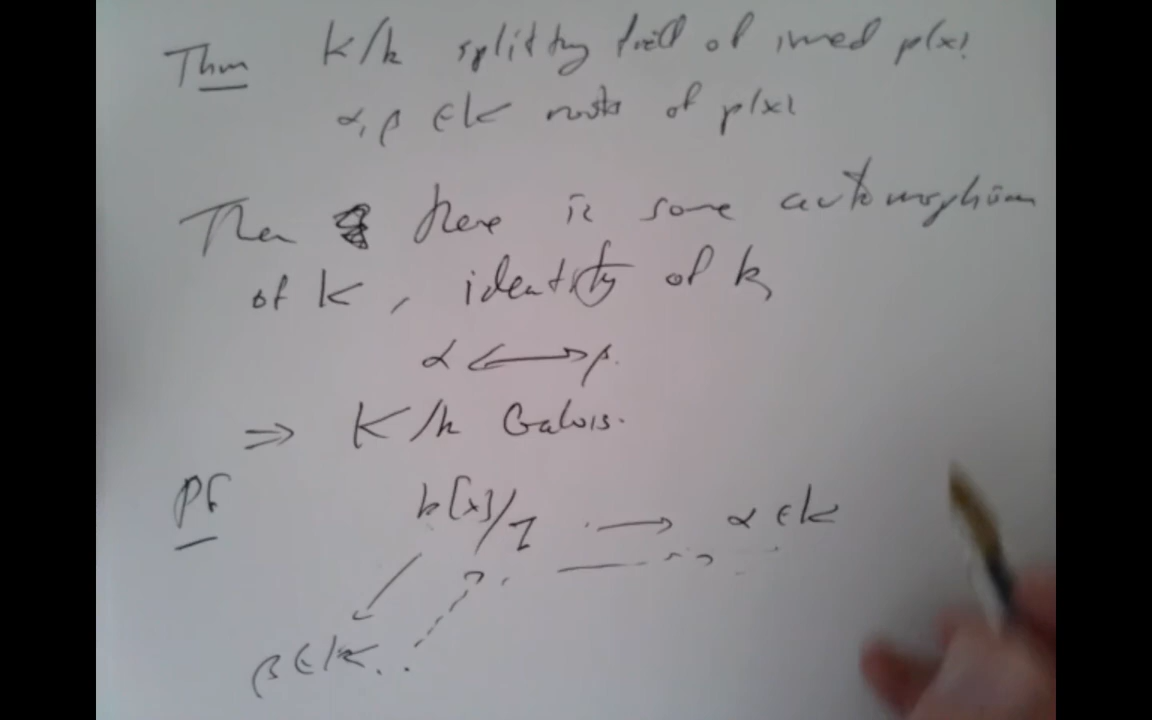 Thm K/k splitting field of irred p(x)
α, β ∈ K roots of p(x)
Then there is some automorphism
of K, identity of k,
α ↔ β.
⇒ K/k Galois.
Pf k[x]/I → α ∈ K
β ∈ K